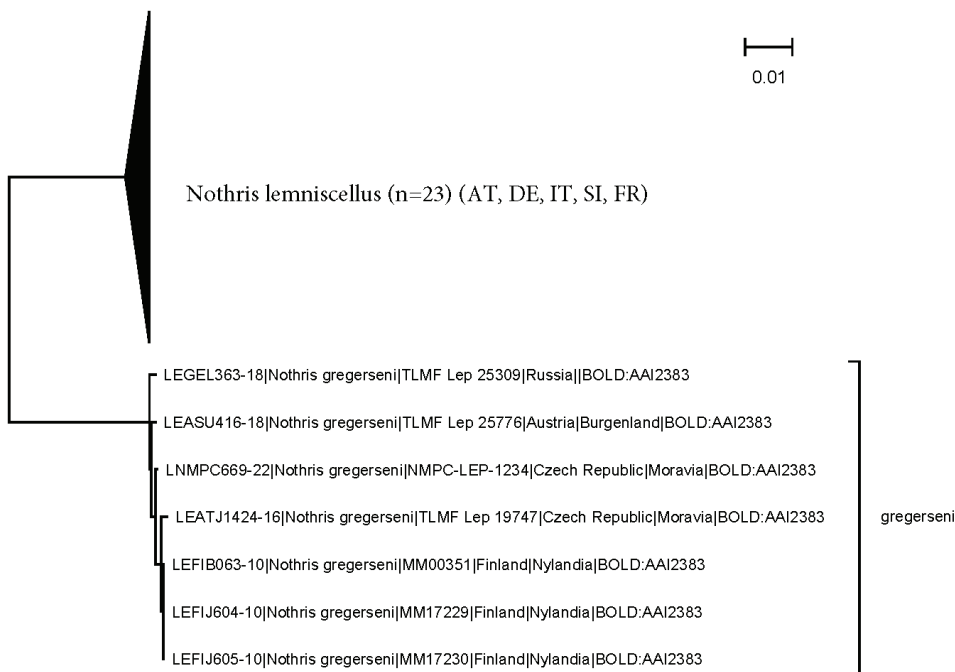 0.01
Nothris lemniscellus (n=23) (AT, DE, IT, SI, FR)
LEGEL363-18|Nothris gregerseni|TLMF Lep 25309|Russia||BOLD:AAI2383
LEASU416-18|Nothris gregerseni|TLMF Lep 25776|Austria|Burgenland|BOLD:AAI2383
LNMPC669-22|Nothris gregerseni|NMPC-LEP-1234|Czech Republic|Moravia|BOLD:AAI2383
LEATJ1424-16|Nothris gregerseni|TLMF Lep 19747|Czech Republic|Moravia|BOLD:AAI2383
gregerseni
LEFIB063-10|Nothris gregerseni|MM00351|Finland|Nylandia|BOLD:AAI2383
LEFIJ604-10|Nothris gregerseni|MM17229|Finland|Nylandia|BOLD:AAI2383
LEFIJ605-10|Nothris gregerseni|MM17230|Finland|Nylandia|BOLD:AAI2383